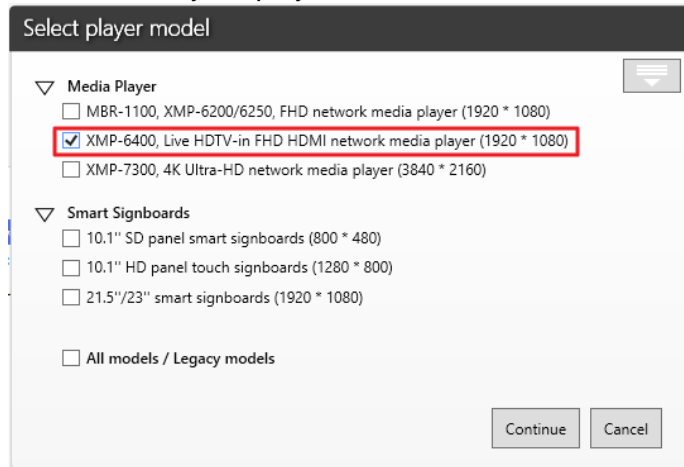 Select player model
Media Player
MBR-1100, XMP-6200/6250, FHD network media player (1920 * 1080)
XMP-6400, Live HDTV-in FHD HDMI network media player (1920 * 1080)
XMP-7300, 4K Ultra-HD network media player (3840 * 2160)
Smart Signboards
10.1'' SD panel smart signboards (800 * 480)
10.1'' HD panel touch signboards (1280 * 800)
21.5''/23'' smart signboards (1920 * 1080)
All models / Legacy models
Continue Cancel